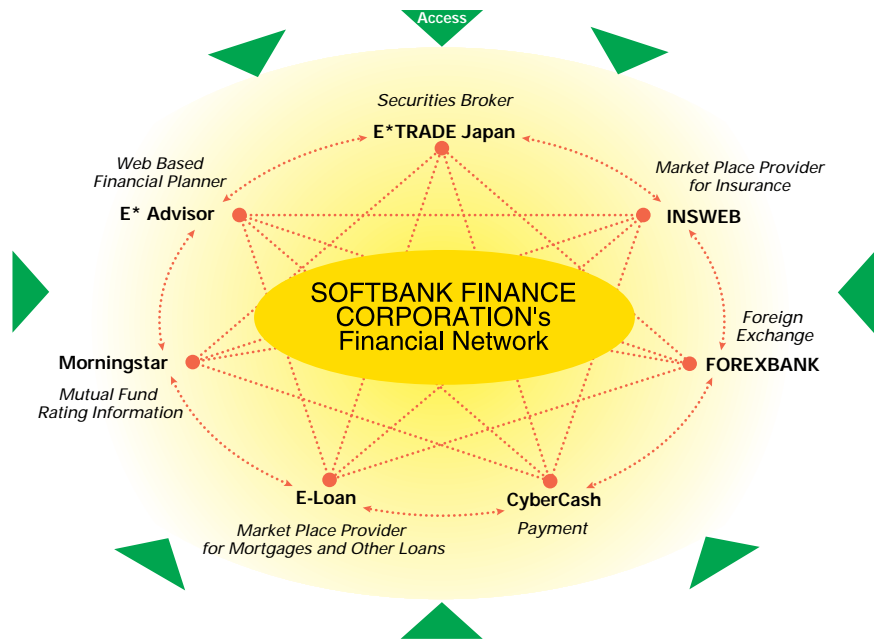 Access
Securities Broker
E*TRADE Japan
Web Based
Financial Planner
E* Advisor
Market Place Provider
for Insurance
INSWEB
SOFTBANK FINANCE
CORPORATION's
Financial Network
Foreign
Exchange
FOREXBANK
Morningstar
Mutual Fund
Rating Information
E-Loan
Market Place Provider
for Mortgages and Other Loans
CyberCash
Payment